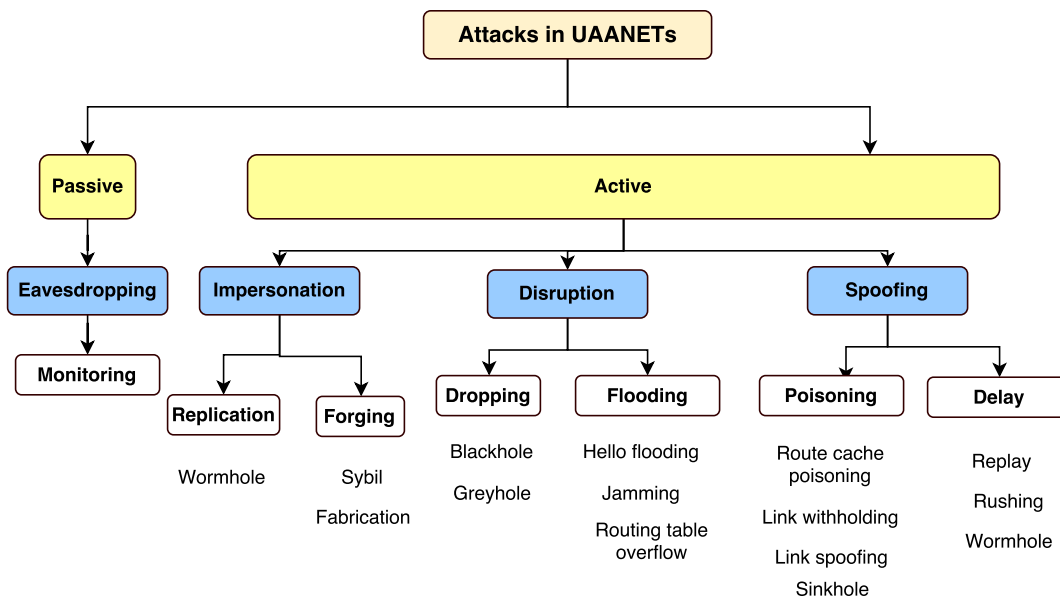 Attacks in UAANETs
Passive
Active
Eavesdropping
Impersonation
Disruption
Spoofing
Monitoring
Replication
Forging
Dropping
Flooding
Poisoning
Delay
Wormhole
Sybil
Fabrication
Blackhole
Greyhole
Hello flooding
Jamming
Routing table
overflow
Route cache
poisoning
Link withholding
Link spoofing
Sinkhole
Replay
Rushing
Wormhole